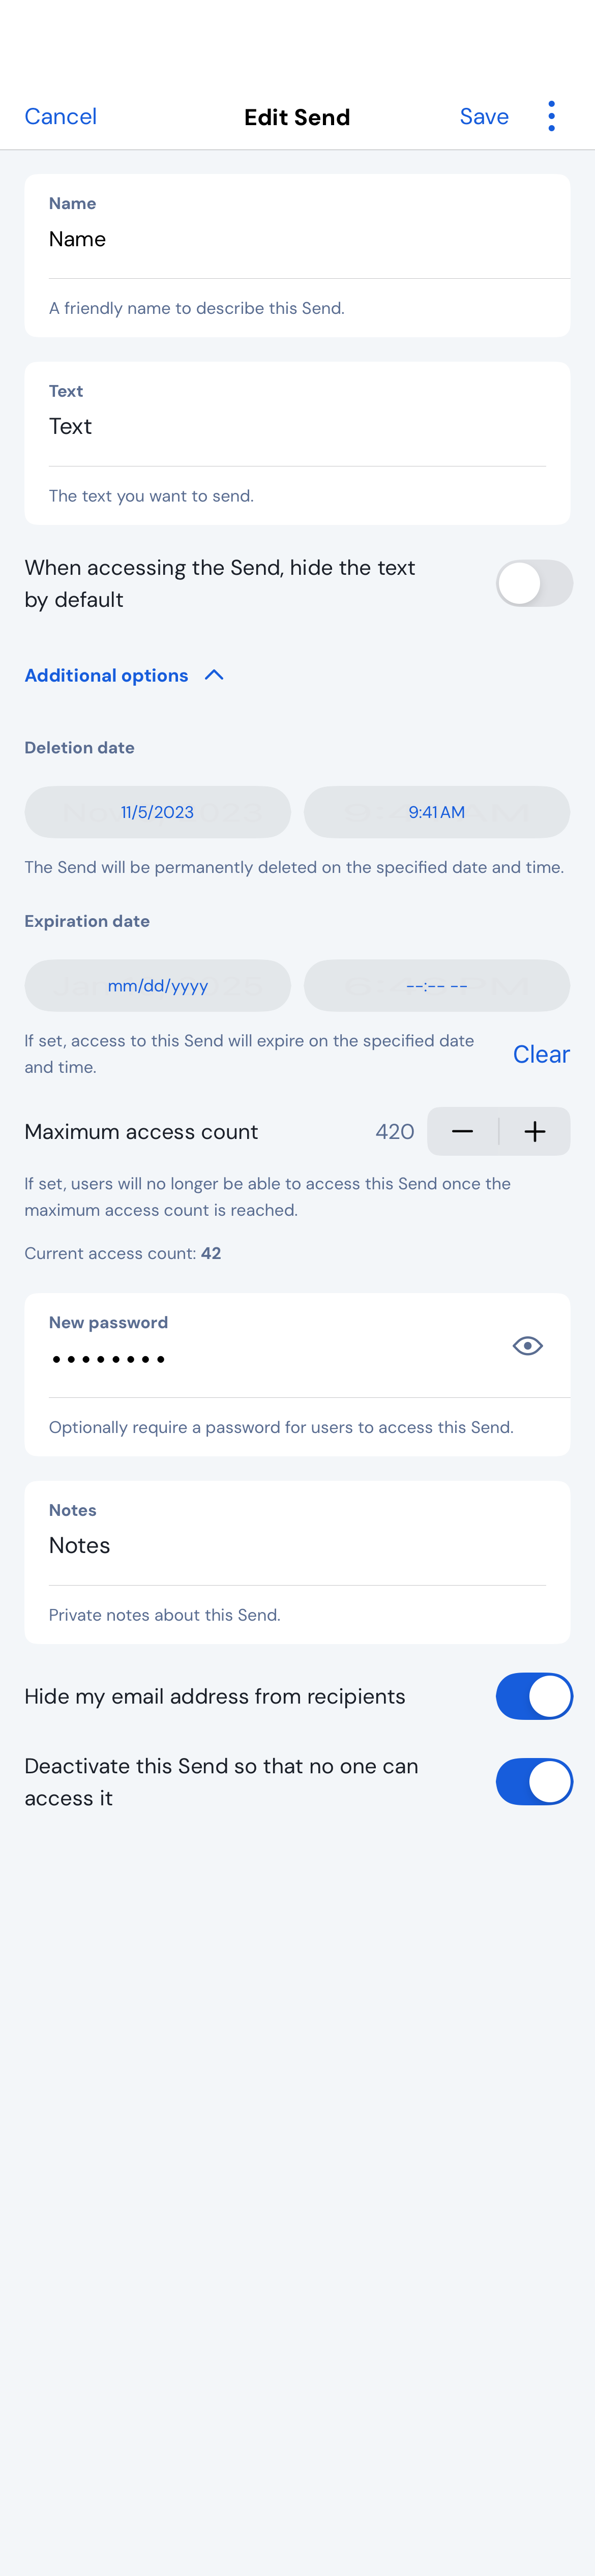 Cancel Edit Send Save
Name
Name
A friendly name to describe this Send.
Text
Text
The text you want to send.
When accessing the Send, hide the text
by default
Additional options
Deletion date
11/5/2023 9:41 AM
The Send will be permanently deleted on the specified date and time.
Expiration date
mm/dd/yyyy --:-- --
If set, access to this Send will expire on the specified date
and time.
Clear
Maximum access count 420
If set, users will no longer be able to access this Send once the
maximum access count is reached.
Current access count: 42
New password
••••••••
Optionally require a password for users to access this Send.
Notes
Notes
Private notes about this Send.
Hide my email address from recipients
Deactivate this Send so that no one can
access it